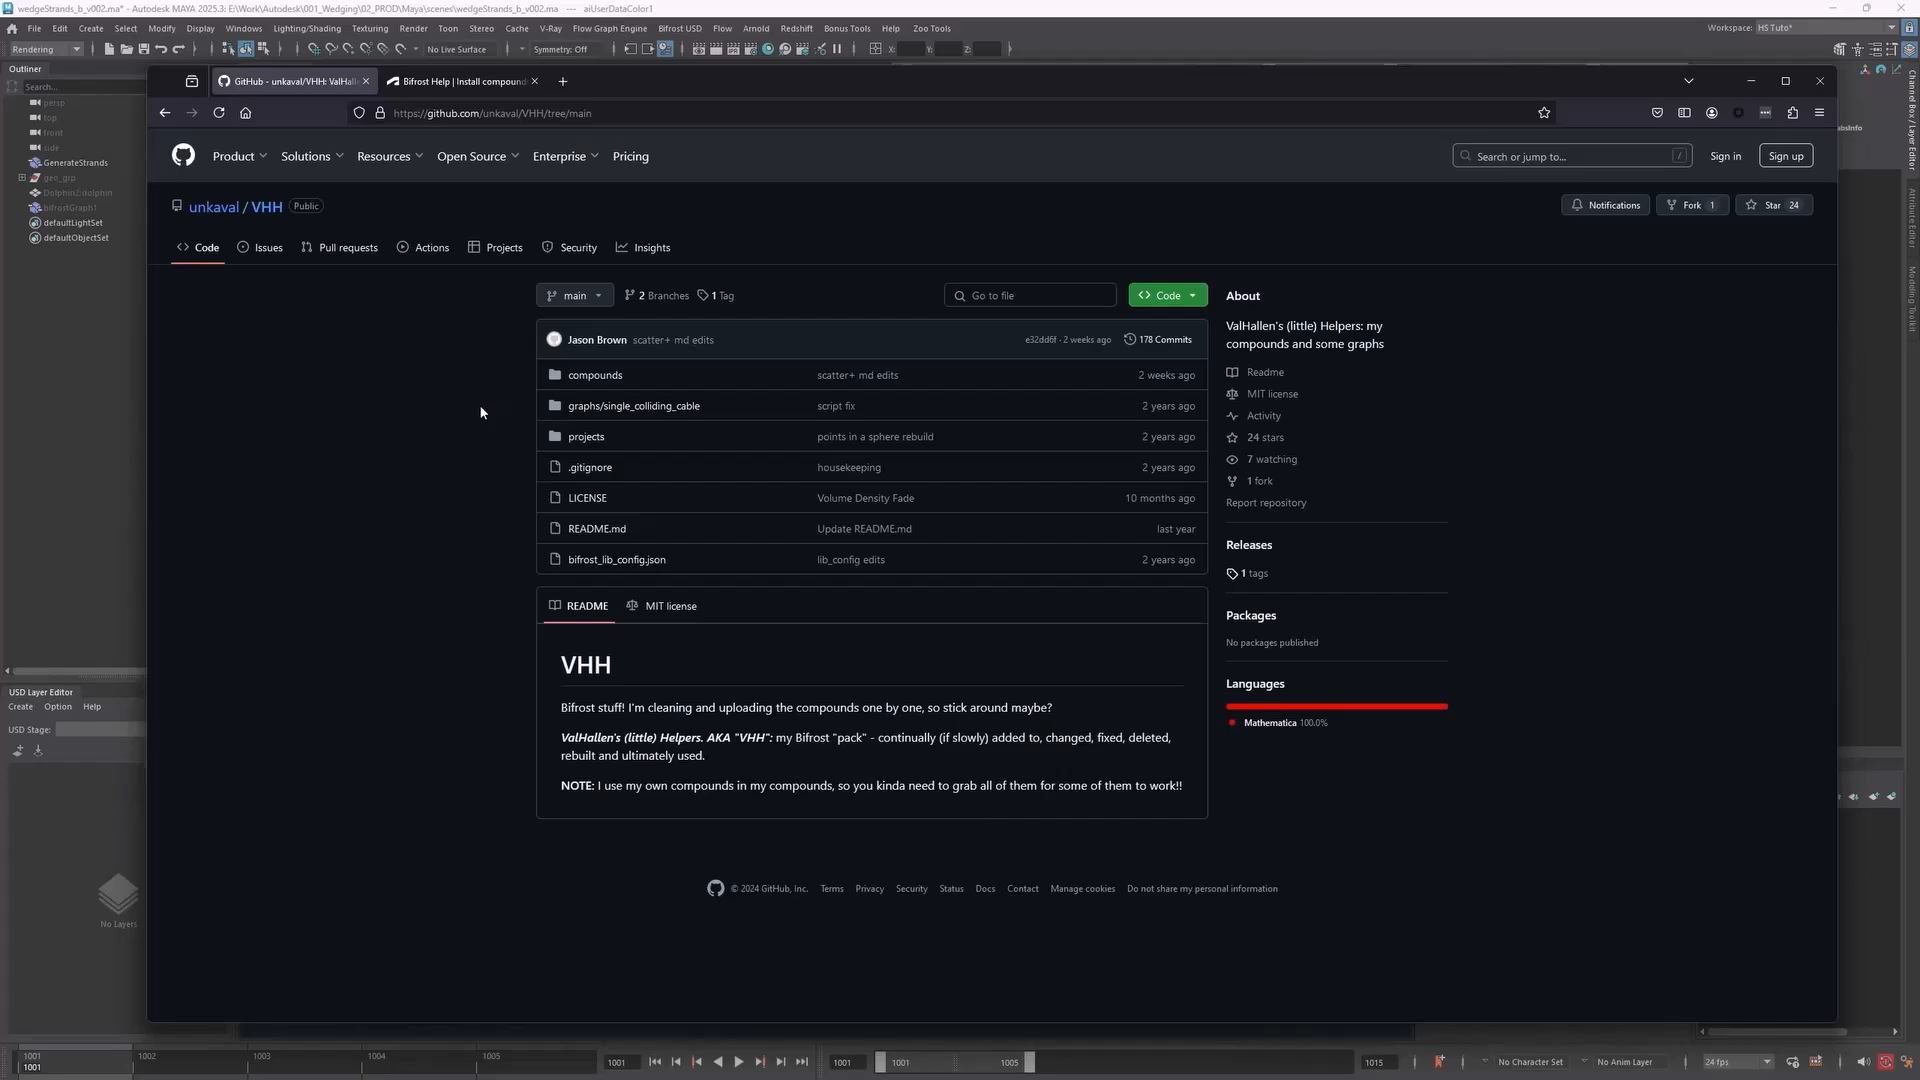 wedgeStrands_b_v002.ma* - Autodesk MAYA 2025.3: E:\Work\Autodesk\001_Wedging\02_PROD\Maya\scenes\wedgeStrands_b_v002.ma --- aiUserDataColor1
File Edit Create Select Modify Display Windows Lighting/Shading Texturing Render Toon Stereo Cache V-Ray Flow Graph Engine Bifrost USD Flow Arnold Redshift Bonus Tools Help Zoo Tools
Workspace: HS Tuto*
Rendering
No Live Surface
Symmetry: Off
X:
Y:
Z:
Outliner
Search...
persp
top
front
side
GenerateStrands
geo_grp
Dolphin2:dolphin
bifrostGraph1
defaultLightSet
defaultObjectSet
USD Layer Editor
Create Option Help
USD Stage:
No Layers
GitHub - unkaval/VHH: ValHalle
Bifrost Help | Install compound
https://github.com/unkaval/VHH/tree/main
Product Solutions Resources Open Source Enterprise Pricing
Search or jump to...
/
Sign in
Sign up
unkaval / VHH
Public
Notifications
Fork 1
Star 24
Code Issues Pull requests Actions Projects Security Insights
main
2 Branches
1 Tag
Go to file
Code
Jason Brown scatter+ md edits e32dd6f · 2 weeks ago 178 Commits
compounds scatter+ md edits 2 weeks ago
graphs/single_colliding_cable script fix 2 years ago
projects points in a sphere rebuild 2 years ago
.gitignore housekeeping 2 years ago
LICENSE Volume Density Fade 10 months ago
README.md Update README.md last year
bifrost_lib_config.json lib_config edits 2 years ago
README MIT license
VHH
Bifrost stuff! I'm cleaning and uploading the compounds one by one, so stick around maybe?
ValHallen's (little) Helpers. AKA "VHH": my Bifrost "pack" - continually (if slowly) added to, changed, fixed, deleted,
rebuilt and ultimately used.
NOTE: I use my own compounds in my compounds, so you kinda need to grab all of them for some of them to work!!
About
ValHallen's (little) Helpers: my
compounds and some graphs
Readme
MIT license
Activity
24 stars
7 watching
1 fork
Report repository
Releases
1 tags
Packages
No packages published
Languages
Mathematica 100.0%
© 2024 GitHub, Inc. Terms Privacy Security Status Docs Contact Manage cookies Do not share my personal information
Channel Box / Layer Editor
Attribute Editor
Modeling Toolkit
1001 1002 1003 1004 1005
1001
1001
1001
1001
1005
1015
No Character Set
No Anim Layer
24 fps